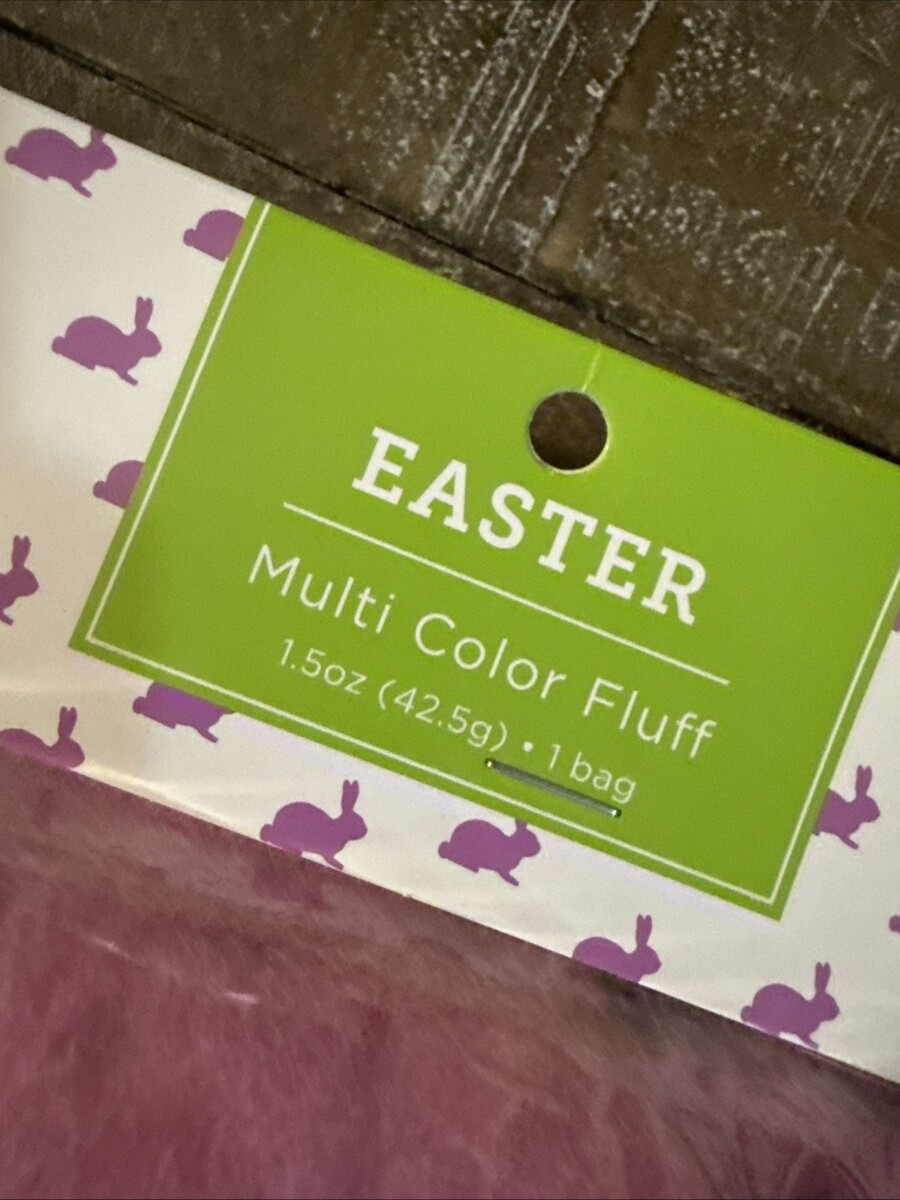 EASTER
Multi Color Fluff
1.5oz (42.5g) • 1 bag